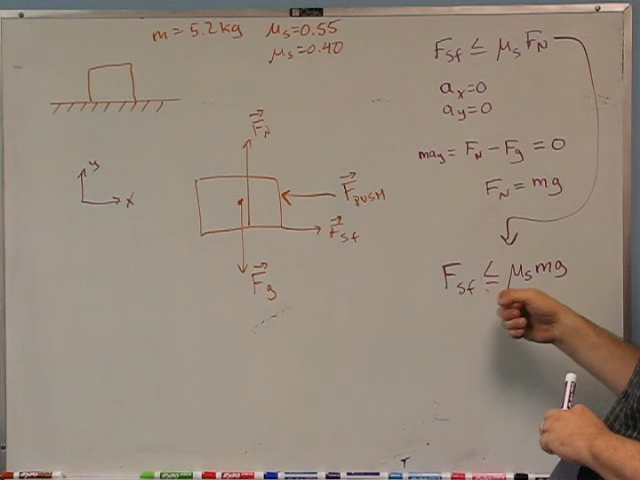 m = 5.2 kg μs = 0.55
μs = 0.40
Fsf ≤ μs FN
ax = 0
ay = 0
may = FN − Fg = 0
FN = mg
Fsf ≤ μs mg
y
x
FN
FPUSH
Fsf
Fg